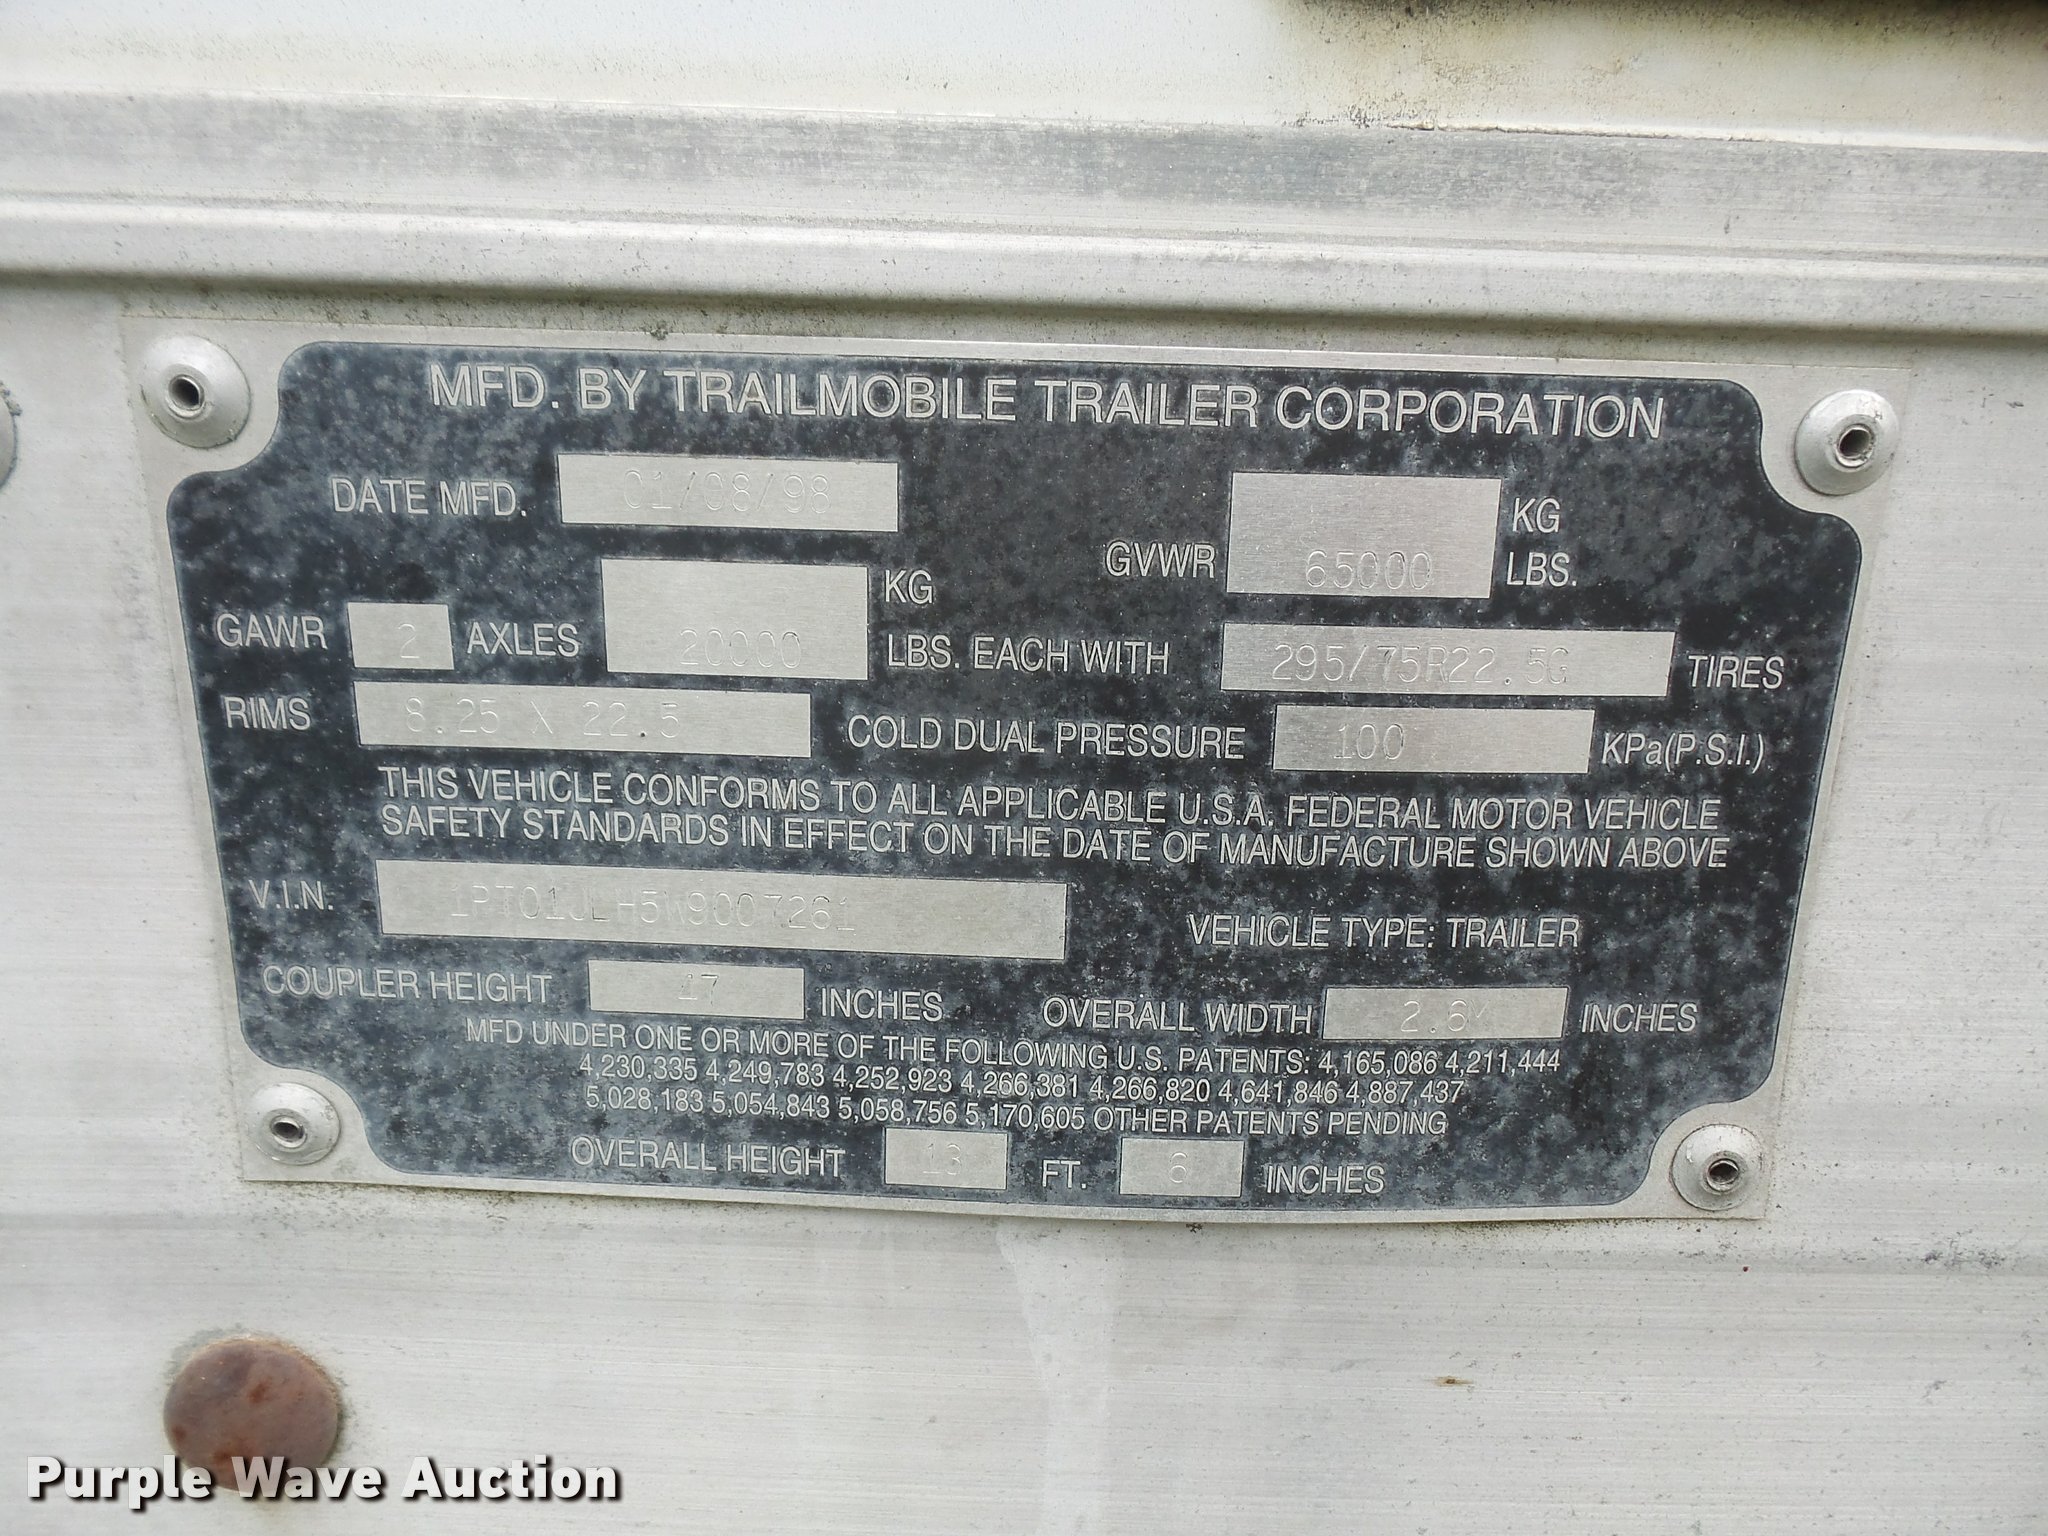 MFD. BY TRAILMOBILE TRAILER CORPORATION
DATE MFD. 01/08/98
GVWR KG 65000 LBS.
GAWR 2 AXLES KG 20000 LBS. EACH WITH 295/75R22.5G TIRES
RIMS 8.25 X 22.5 COLD DUAL PRESSURE 100 KPa(P.S.I.)
THIS VEHICLE CONFORMS TO ALL APPLICABLE U.S.A. FEDERAL MOTOR VEHICLE
SAFETY STANDARDS IN EFFECT ON THE DATE OF MANUFACTURE SHOWN ABOVE
V.I.N. 1PT01JLH5W9007261 VEHICLE TYPE: TRAILER
COUPLER HEIGHT 47 INCHES OVERALL WIDTH 2.6M INCHES
MFD UNDER ONE OR MORE OF THE FOLLOWING U.S. PATENTS: 4,165,086 4,211,444
4,230,335 4,249,783 4,252,923 4,266,381 4,266,820 4,641,846 4,887,437
5,028,183 5,054,843 5,058,756 5,170,605 OTHER PATENTS PENDING
OVERALL HEIGHT 13 FT. 6 INCHES
Purple Wave Auction